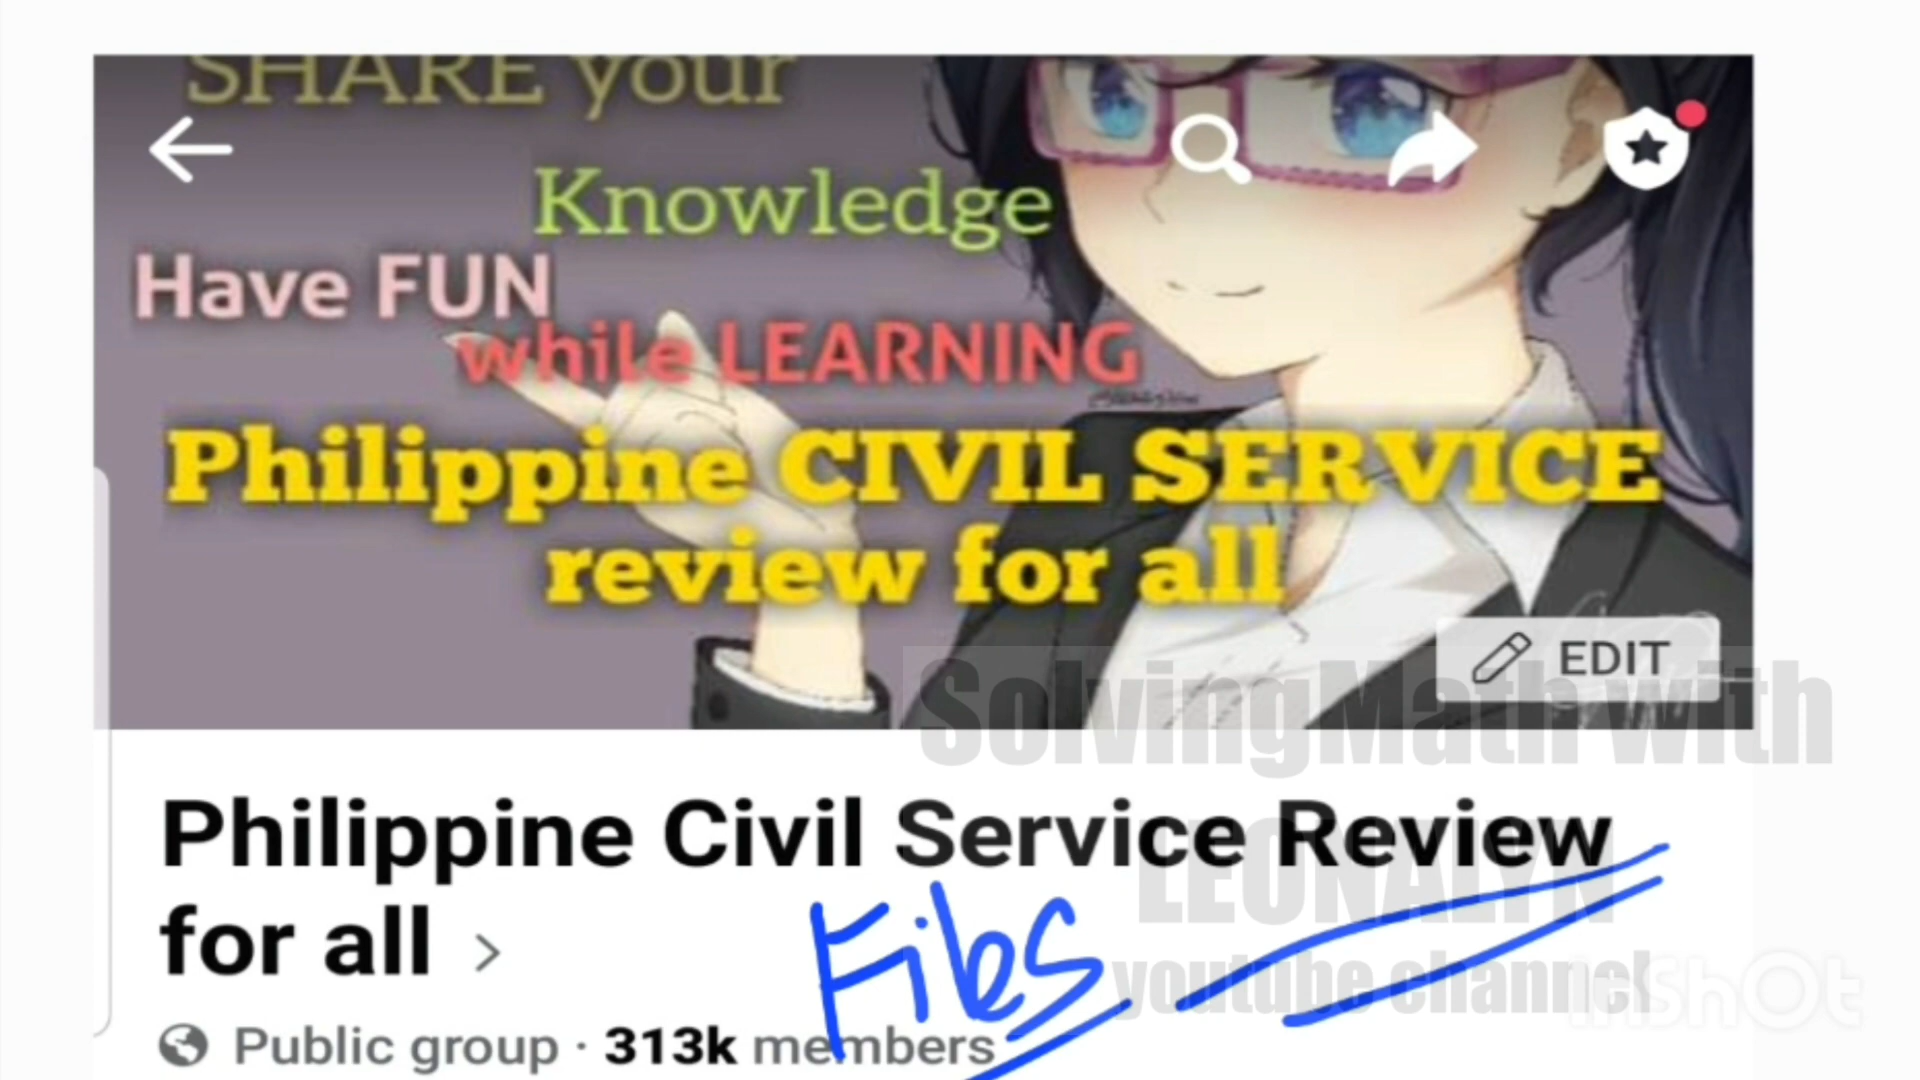 SHARE your
Knowledge
Have FUN
while LEARNING
Philippine CIVIL SERVICE
review for all
EDIT
SolvingMath with
Philippine Civil Service Review
LEONALYN
for all >
Fibs
youtube channel
InShOt
Public group · 313k members